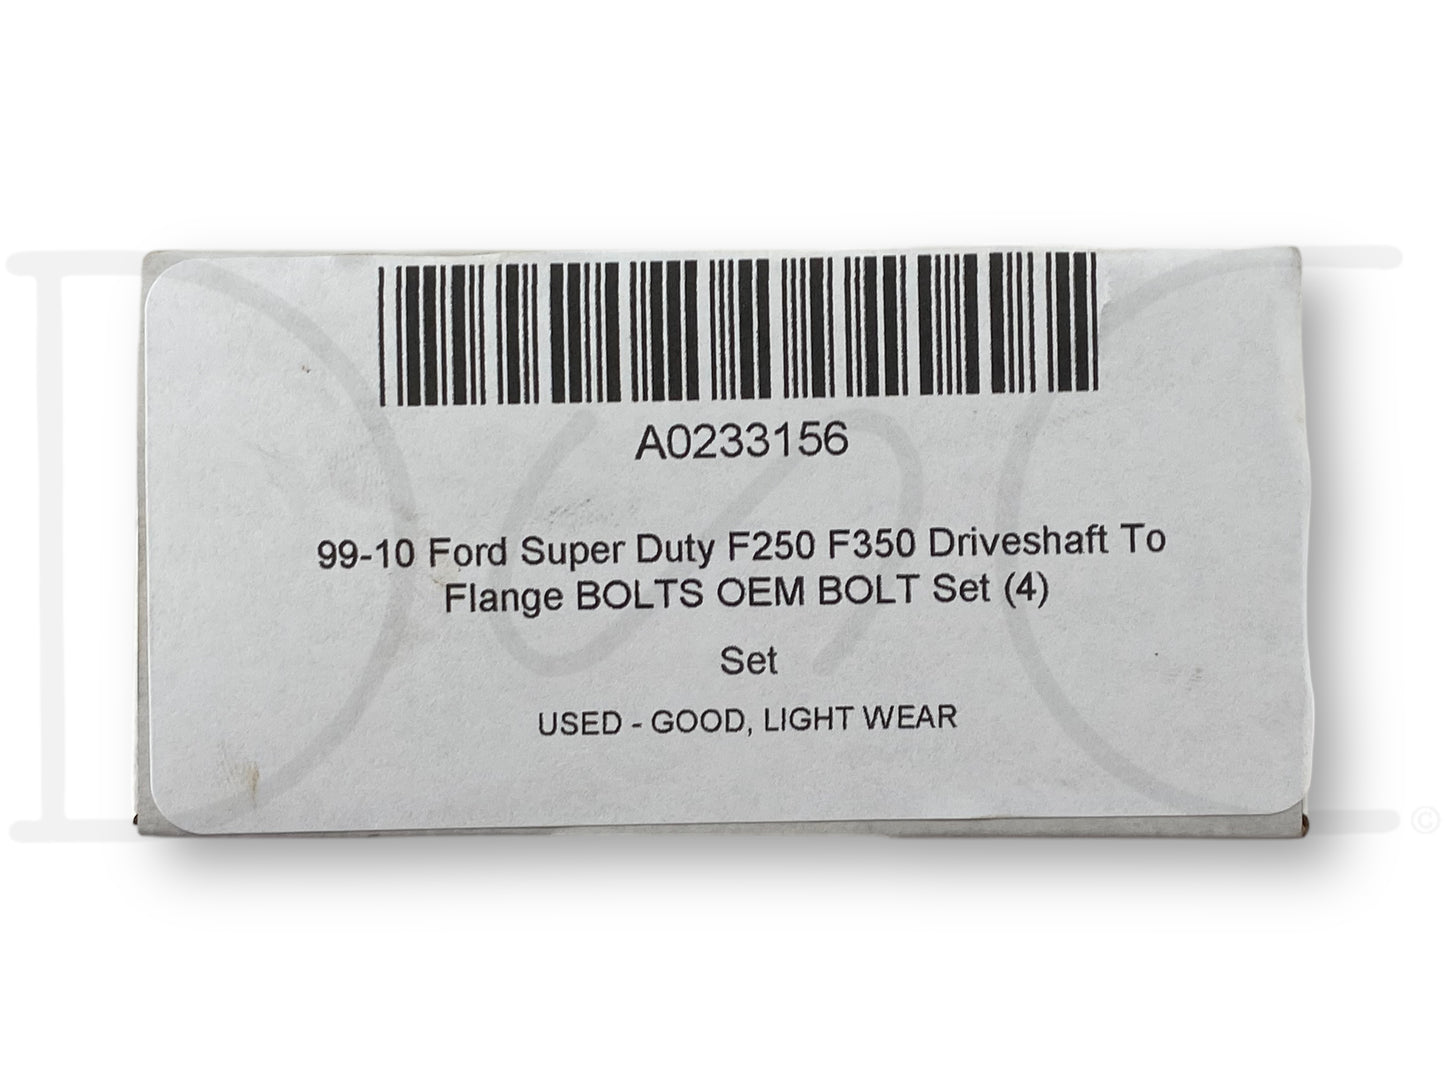 A0233156
99-10 Ford Super Duty F250 F350 Driveshaft To
Flange BOLTS OEM BOLT Set (4)
Set
USED - GOOD, LIGHT WEAR
©